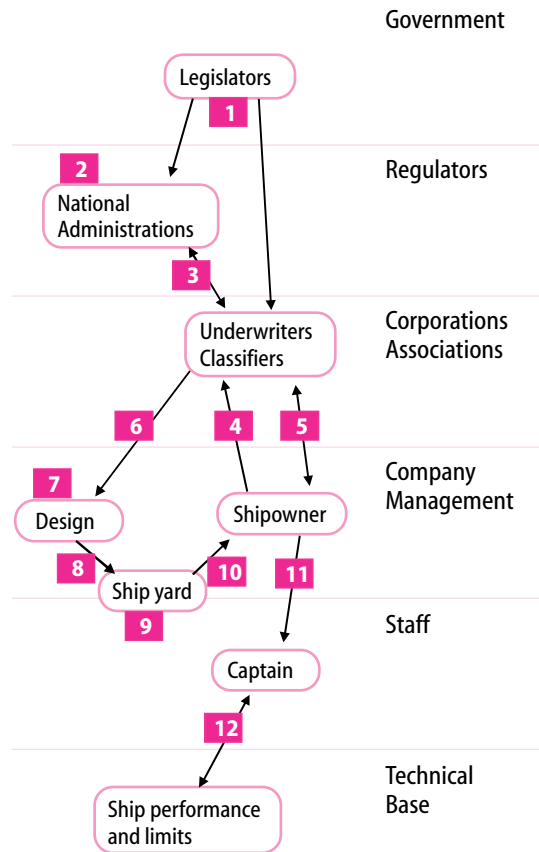 Government
Legislators
1
2
Regulators
National
Administrations
3
Corporations
Associations
Underwriters
Classifiers
6
4
5
7
Company
Management
Design
Shipowner
8
10
11
Ship yard
9
Staff
Captain
12
Technical
Base
Ship performance
and limits